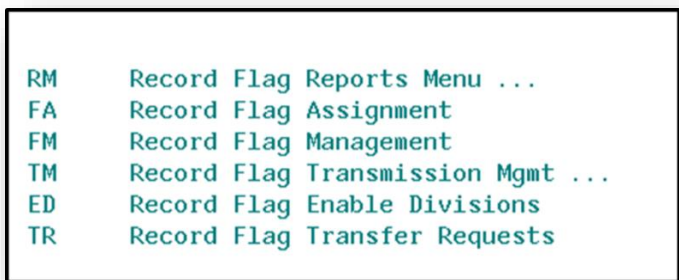 RM Record Flag Reports Menu ...
FA Record Flag Assignment
FM Record Flag Management
TM Record Flag Transmission Mgmt ...
ED Record Flag Enable Divisions
TR Record Flag Transfer Requests